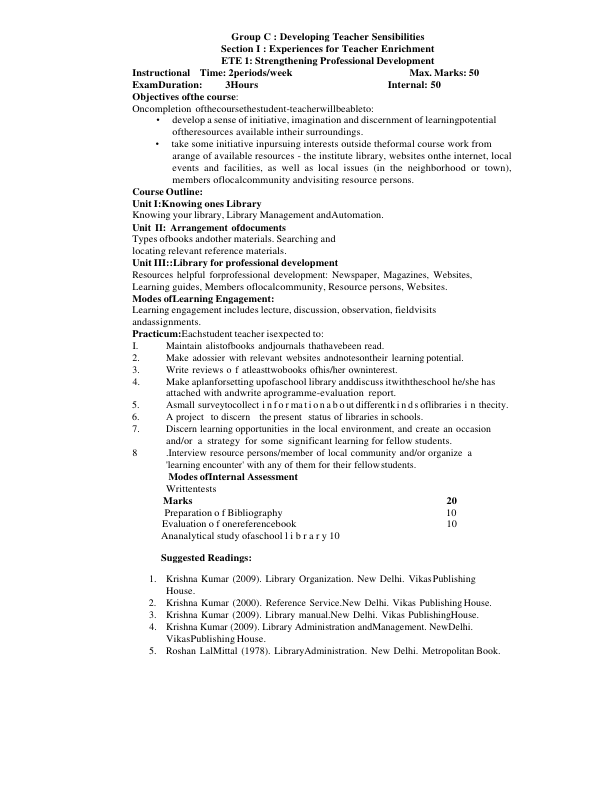 Group C : Developing Teacher Sensibilities
Section I : Experiences for Teacher Enrichment
ETE 1: Strengthening Professional Development
Instructional Time: 2periods/week Max. Marks: 50
ExamDuration: 3Hours Internal: 50
Objectives ofthe course:
Oncompletion ofthecoursethestudent-teacherwillbeableto:
• develop a sense of initiative, imagination and discernment of learningpotential
oftheresources available intheir surroundings.
• take some initiative inpursuing interests outside theformal course work from
arange of available resources - the institute library, websites onthe internet, local
events and facilities, as well as local issues (in the neighborhood or town),
members oflocalcommunity andvisiting resource persons.
Course Outline:
Unit I:Knowing ones Library
Knowing your library, Library Management andAutomation.
Unit II: Arrangement ofdocuments
Types ofbooks andother materials. Searching and
locating relevant reference materials.
Unit III::Library for professional development
Resources helpful forprofessional development: Newspaper, Magazines, Websites,
Learning guides, Members oflocalcommunity, Resource persons, Websites.
Modes ofLearning Engagement:
Learning engagement includes lecture, discussion, observation, fieldvisits
andassignments.
Practicum:Eachstudent teacher isexpected to:
I. Maintain alistofbooks andjournals thathavebeen read.
2. Make adossier with relevant websites andnotesontheir learning potential.
3. Write reviews o f atleasttwobooks ofhis/her owninterest.
4. Make aplanforsetting upofaschool library anddiscuss itwiththeschool he/she has
attached with andwrite aprogramme-evaluation report.
5. Asmall surveytocollect i n f o r m a t i o n a b o ut differentk i n d s oflibraries i n thecity.
6. A project to discern the present status of libraries in schools.
7. Discern learning opportunities in the local environment, and create an occasion
and/or a strategy for some significant learning for fellow students.
8 .Interview resource persons/member of local community and/or organize a
'learning encounter' with any of them for their fellowstudents.
Modes ofInternal Assessment
Writtentests
Marks 20
Preparation o f Bibliography 10
Evaluation o f onereferencebook 10
Ananalytical study ofaschool l i b r a r y 10
Suggested Readings:
1. Krishna Kumar (2009). Library Organization. New Delhi. Vikas Publishing
House.
2. Krishna Kumar (2000). Reference Service.New Delhi. Vikas Publishing House.
3. Krishna Kumar (2009). Library manual.New Delhi. Vikas PublishingHouse.
4. Krishna Kumar (2009). Library Administration andManagement. NewDelhi.
VikasPublishing House.
5. Roshan LalMittal (1978). LibraryAdministration. New Delhi. Metropolitan Book.